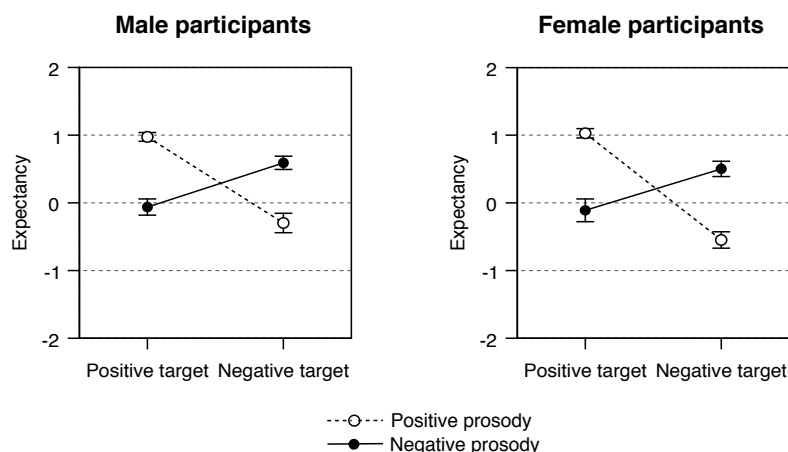 Male participants
2
1
0
-1
-2
Expectancy
Positive target Negative target
Female participants
2
1
0
-1
-2
Expectancy
Positive target Negative target
Positive prosody
Negative prosody